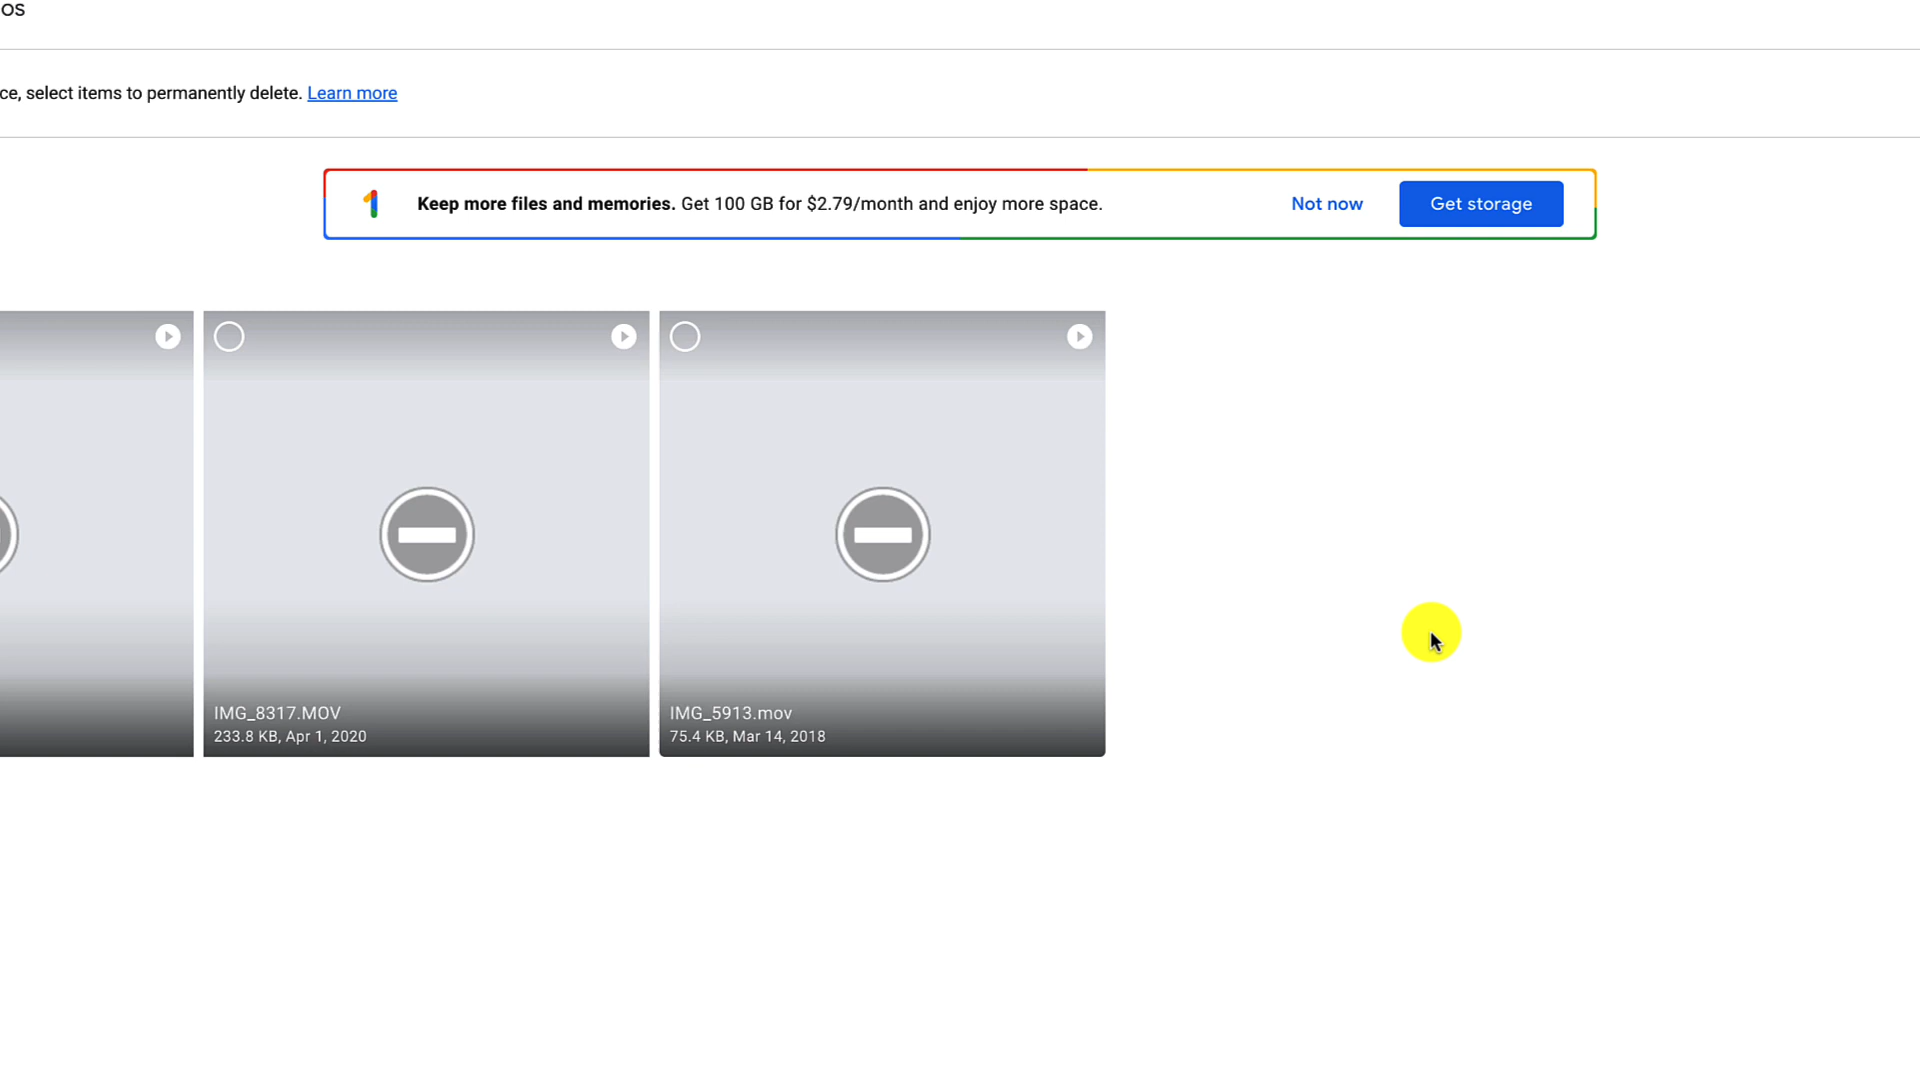 os
ce, select items to permanently delete. Learn more
Keep more files and memories. Get 100 GB for $2.79/month and enjoy more space.
Not now
Get storage
IMG_8317.MOV
233.8 KB, Apr 1, 2020
IMG_5913.mov
75.4 KB, Mar 14, 2018